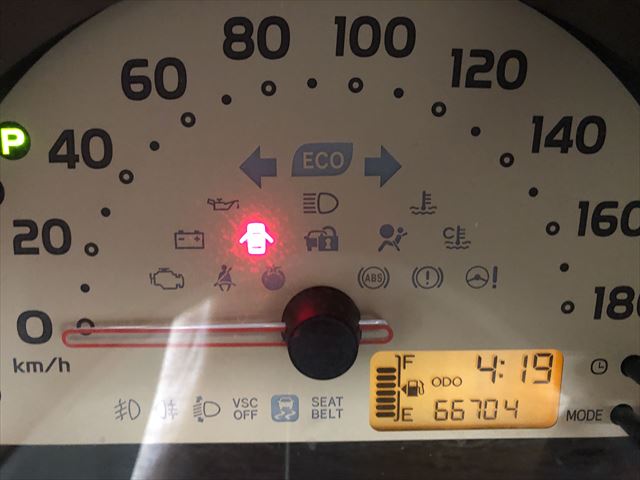 80
100
60
120
P
40
140
ECO
20
160
C
ABS
0
180
km/h
F
4:19
ODO
E
66704
MODE
VSC
OFF
SEAT
BELT